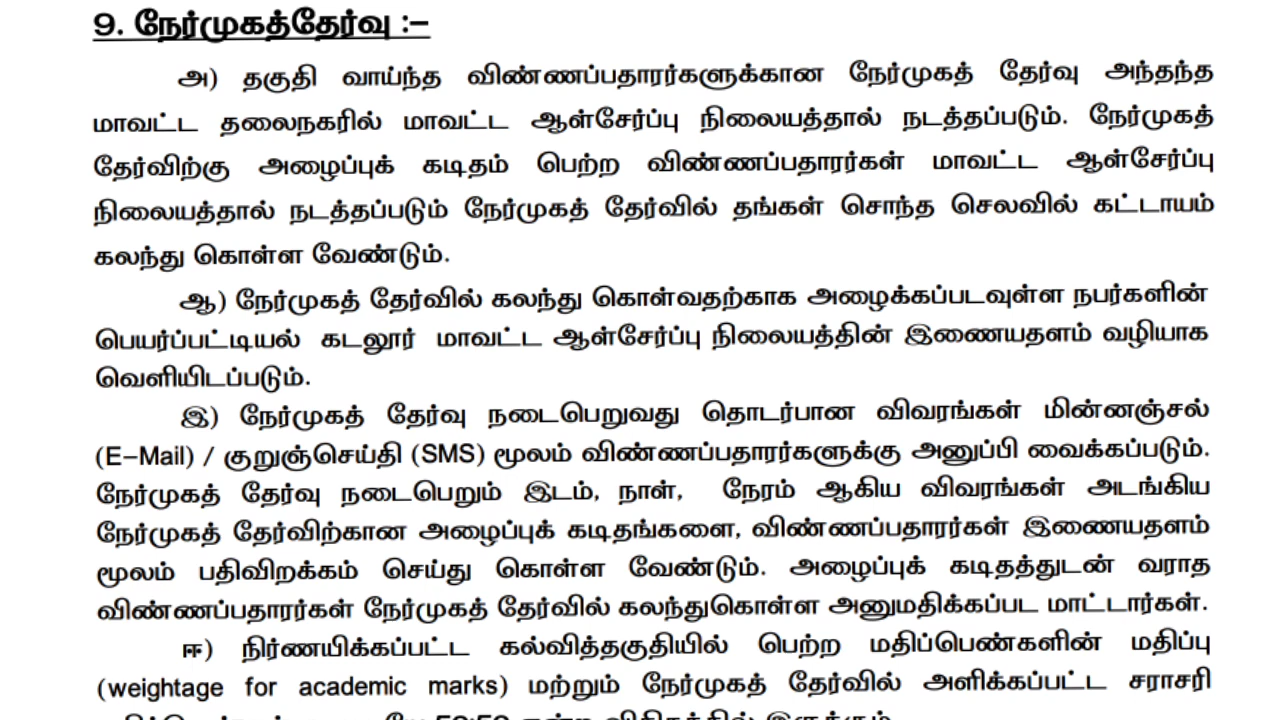 9. நேர்முகத்தேர்வு :–
அ) தகுதி வாய்ந்த விண்ணப்பதாரர்களுக்கான நேர்முகத் தேர்வு அந்தந்த
மாவட்ட தலைநகரில் மாவட்ட ஆள்சேர்ப்பு நிலையத்தால் நடத்தப்படும். நேர்முகத்
தேர்விற்கு அழைப்புக் கடிதம் பெற்ற விண்ணப்பதாரர்கள் மாவட்ட ஆள்சேர்ப்பு
நிலையத்தால் நடத்தப்படும் நேர்முகத் தேர்வில் தங்கள் சொந்த செலவில் கட்டாயம்
கலந்து கொள்ள வேண்டும்.
ஆ) நேர்முகத் தேர்வில் கலந்து கொள்வதற்காக அழைக்கப்படவுள்ள நபர்களின்
பெயர்ப்பட்டியல் கடலூர் மாவட்ட ஆள்சேர்ப்பு நிலையத்தின் இணையதளம் வழியாக
வெளியிடப்படும்.
இ) நேர்முகத் தேர்வு நடைபெறுவது தொடர்பான விவரங்கள் மின்னஞ்சல்
(E–Mail) / குறுஞ்செய்தி (SMS) மூலம் விண்ணப்பதாரர்களுக்கு அனுப்பி வைக்கப்படும்.
நேர்முகத் தேர்வு நடைபெறும் இடம், நாள், நேரம் ஆகிய விவரங்கள் அடங்கிய
நேர்முகத் தேர்விற்கான அழைப்புக் கடிதங்களை, விண்ணப்பதாரர்கள் இணையதளம்
மூலம் பதிவிறக்கம் செய்து கொள்ள வேண்டும். அழைப்புக் கடிதத்துடன் வராத
விண்ணப்பதாரர்கள் நேர்முகத் தேர்வில் கலந்துகொள்ள அனுமதிக்கப்பட மாட்டார்கள்.
ஈ) நிர்ணயிக்கப்பட்ட கல்வித்தகுதியில் பெற்ற மதிப்பெண்களின் மதிப்பு
(weightage for academic marks) மற்றும் நேர்முகத் தேர்வில் அளிக்கப்பட்ட சராசரி
50:50 என்ற விகிதத்தில் இருக்கும்